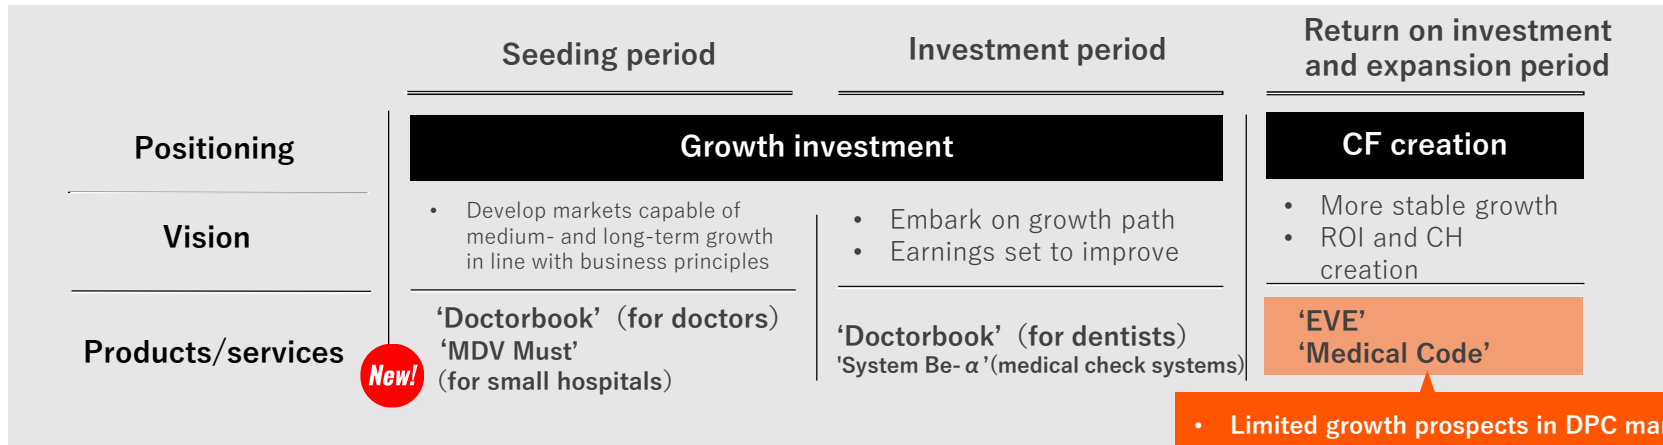 Seeding period
Investment period
Return on investment
and expansion period
Positioning
Growth investment
CF creation
Vision
• Develop markets capable of
medium- and long-term growth
in line with business principles
• Embark on growth path
• Earnings set to improve
• More stable growth
• ROI and CH
creation
Products/services
New!
‘Doctorbook’（for doctors）
‘MDV Must’
（for small hospitals）
‘Doctorbook’（for dentists）
'System Be-α’（medical check systems）
‘EVE’
‘Medical Code’
• Limited growth prospects in DPC